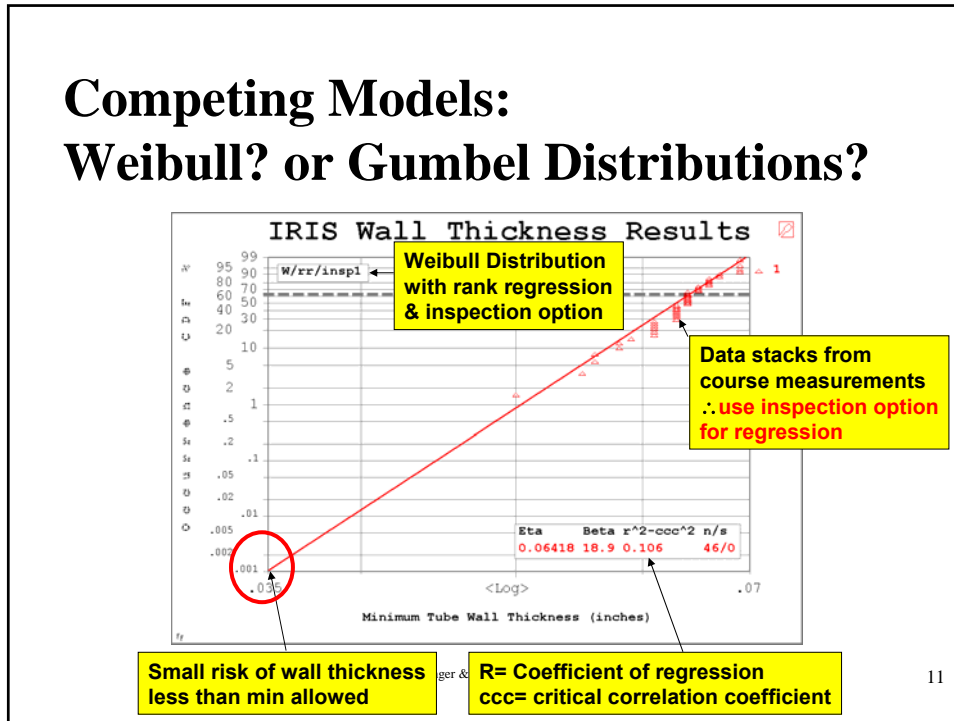 Competing Models:
Weibull? or Gumbel Distributions?
IRIS Wall Thickness Results
W/rr/insp1
Weibull Distribution
with rank regression
& inspection option
1
Data stacks from
course measurements
∴use inspection option
for regression
99
95
90
80
70
60
50
40
30
20
10
5
2
1
.5
.2
.1
.05
.02
.01
.005
.002
.001
Eta Beta r^2-ccc^2 n/s
0.06418 18.9 0.106 46/0
.035
<Log>
.07
Minimum Tube Wall Thickness (inches)
Small risk of wall thickness
less than min allowed
&
R= Coefficient of regression
ccc= critical correlation coefficient
11